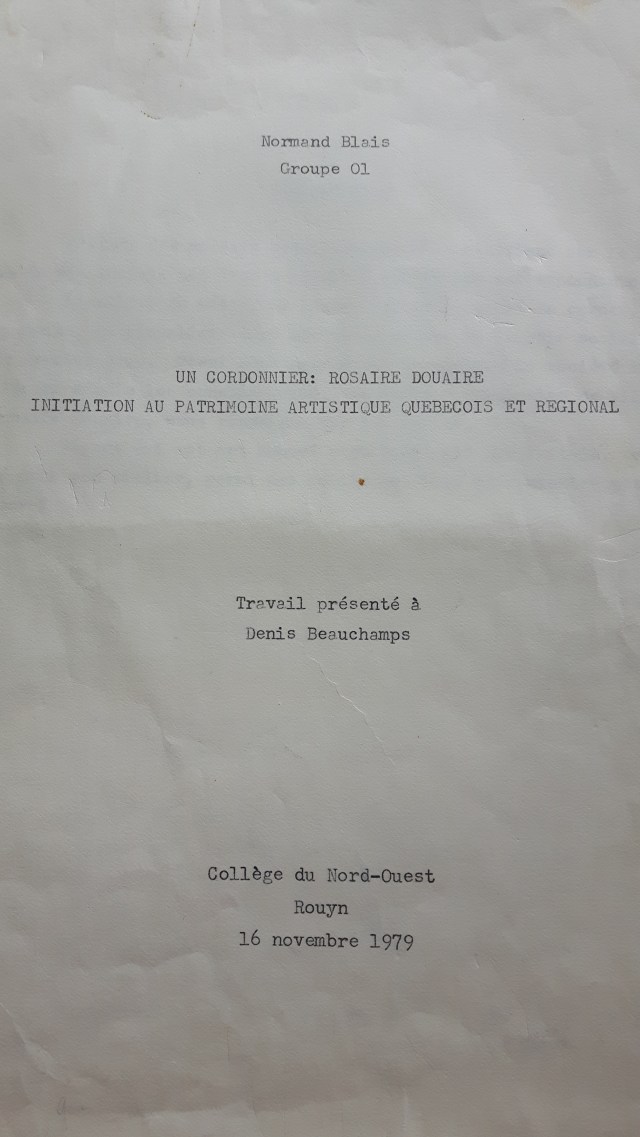 Normand Blais
Groupe 01
UN CORDONNIER: ROSAIRE DOUAIRE
INITIATION AU PATRIMOINE ARTISTIQUE QUEBECOIS ET REGIONAL
Travail présenté à
Denis Beauchamps
Collège du Nord-Ouest
Rouyn
16 novembre 1979